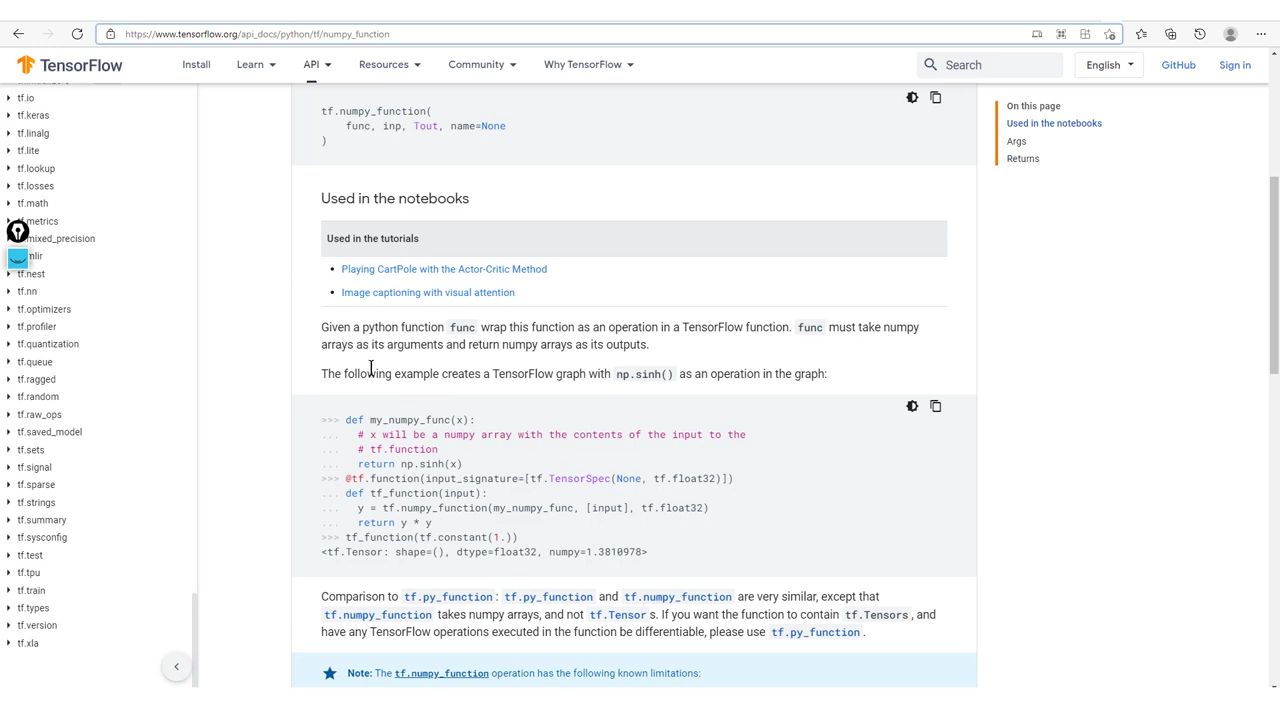 https://www.tensorflow.org/api_docs/python/tf/numpy_function
TensorFlow
Install
Learn
API
Resources
Community
Why TensorFlow
Search
English
GitHub
Sign in
tf.io
tf.keras
tf.linalg
tf.lite
tf.lookup
tf.losses
tf.math
tf.metrics
mixed_precision
mlir
tf.nest
tf.nn
tf.optimizers
tf.profiler
tf.quantization
tf.queue
tf.ragged
tf.random
tf.raw_ops
tf.saved_model
tf.sets
tf.signal
tf.sparse
tf.strings
tf.summary
tf.sysconfig
tf.test
tf.tpu
tf.train
tf.types
tf.version
tf.xla
tf.numpy_function(
func, inp, Tout, name=None
)
Used in the notebooks
Used in the tutorials
• Playing CartPole with the Actor-Critic Method
• Image captioning with visual attention
Given a python function func wrap this function as an operation in a TensorFlow function. func must take numpy
arrays as its arguments and return numpy arrays as its outputs.
The following example creates a TensorFlow graph with np.sinh() as an operation in the graph:
>>> def my_numpy_func(x):
... # x will be a numpy array with the contents of the input to the
... # tf.function
... return np.sinh(x)
>>> @tf.function(input_signature=[tf.TensorSpec(None, tf.float32)])
... def tf_function(input):
... y = tf.numpy_function(my_numpy_func, [input], tf.float32)
... return y * y
>>> tf_function(tf.constant(1.))
<tf.Tensor: shape=(), dtype=float32, numpy=1.3810978>
Comparison to tf.py_function: tf.py_function and tf.numpy_function are very similar, except that
tf.numpy_function takes numpy arrays, and not tf.Tensor s. If you want the function to contain tf.Tensors, and
have any TensorFlow operations executed in the function be differentiable, please use tf.py_function.
Note: The tf.numpy_function operation has the following known limitations:
On this page
Used in the notebooks
Args
Returns